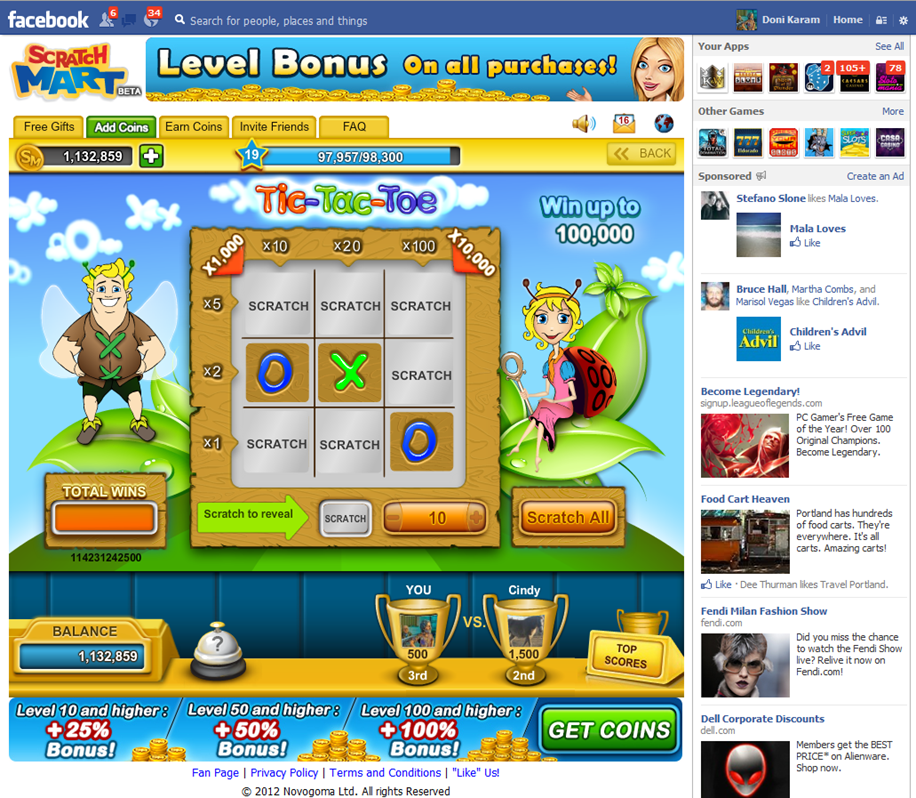 facebook
6
34
Search for people, places and things
Doni Karam
Home
SCRATCH
MART
BETA
Level Bonus On all purchases!
Free Gifts
Add Coins
Earn Coins
Invite Friends
FAQ
16
SM
1,132,859
19
97,957/98,300
BACK
Tic-Tac-Toe
Win up to
100,000
x1,000
x10
x20
x100
x10,000
x5
SCRATCH
SCRATCH
SCRATCH
x2
O
X
SCRATCH
x1
SCRATCH
SCRATCH
O
TOTAL WINS
114231242500
Scratch to reveal
SCRATCH
10
Scratch All
YOU
VS.
Cindy
500
3rd
1,500
2nd
BALANCE
1,132,859
?
TOP
SCORES
Level 10 and higher :
+25%
Bonus!
Level 50 and higher :
+50%
Bonus!
Level 100 and higher :
+100%
Bonus!
GET COINS
Fan Page | Privacy Policy | Terms and Conditions | "Like" Us!
© 2012 Novogoma Ltd. All rights Reserved
Your Apps
See All
2
105+
78
Other Games
More
Sponsored
Create an Ad
Stefano Slone likes Mala Loves.
Mala Loves
Like
Bruce Hall, Martha Combs, and
Marisol Vegas like Children's Advil.
Children's
Advil
Children's Advil
Like
Become Legendary!
signup.leagueoflegends.com
PC Gamer's Free Game
of the Year! Over 100
Original Champions.
Become Legendary.
Food Cart Heaven
Portland has hundreds
of food carts. They're
everywhere. It's all
carts. Amazing carts!
Like · Dee Thurman likes Travel Portland.
Fendi Milan Fashion Show
fendi.com
Did you miss the chance
to watch the Fendi Show
live? Relive it now on
Fendi.com!
Dell Corporate Discounts
dell.com
Members get the BEST
PRICE* on Alienware.
Shop now.